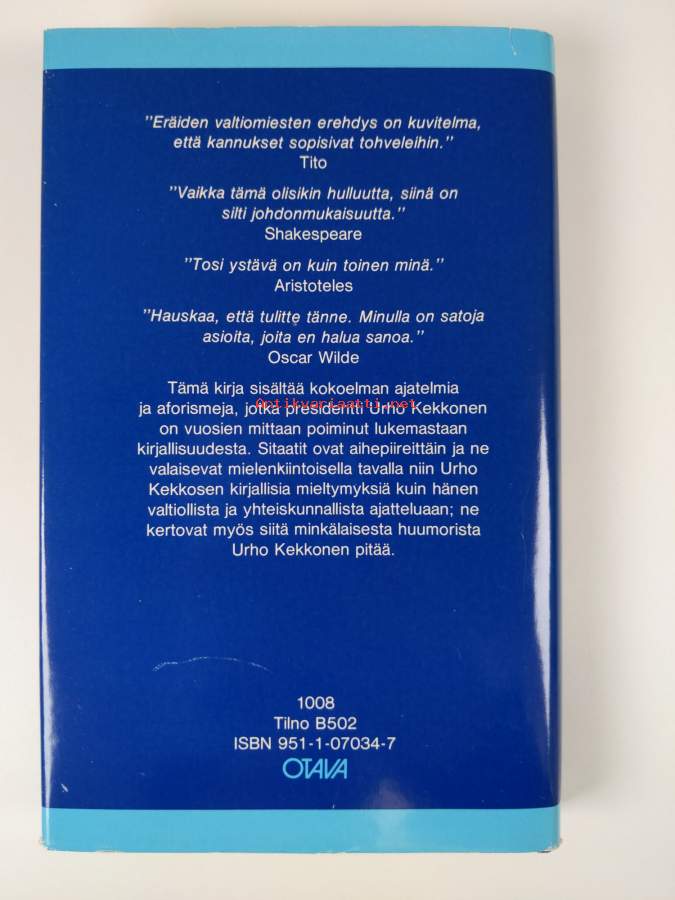 "Eräiden valtiomiesten erehdys on kuvitelma,
että kannukset sopisivat tohveleihin."
Tito
"Vaikka tämä olisikin hulluutta, siinä on
silti johdonmukaisuutta."
Shakespeare
"Tosi ystävä on kuin toinen minä."
Aristoteles
"Hauskaa, että tulitte tänne. Minulla on satoja
asioita, joita en halua sanoa."
Oscar Wilde
Tämä kirja sisältää kokoelman ajatelmia
Antikvariaatti.net
ja aforismeja, jotka presidentti Urho Kekkonen
on vuosien mittaan poiminut lukemastaan
kirjallisuudesta. Sitaatit ovat aihepiireittäin ja ne
valaisevat mielenkiintoisella tavalla niin Urho
Kekkosen kirjallisia mieltymyksiä kuin hänen
valtiollista ja yhteiskunnallista ajatteluaan; ne
kertovat myös siitä minkälaisesta huumorista
Urho Kekkonen pitää.
1008
Tilno B502
ISBN 951-1-07034-7
OTAVA